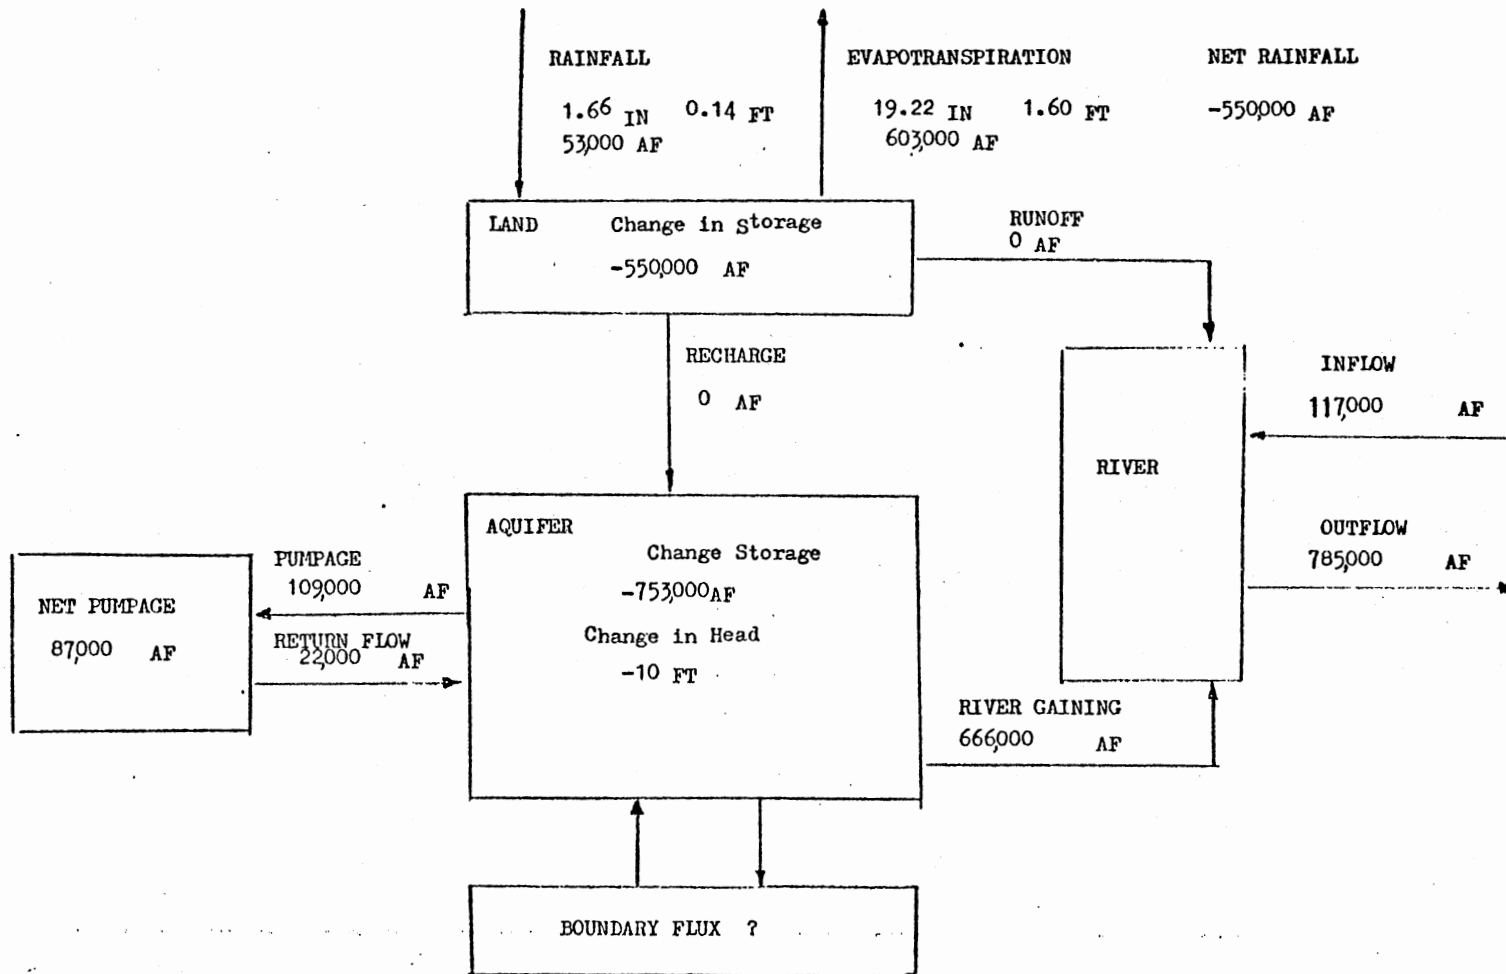 RAINFALL
1.66 IN 0.14 FT
53,000 AF
EVAPOTRANSPIRATION
19.22 IN 1.60 FT
603,000 AF
NET RAINFALL
-550,000 AF
LAND Change in Storage
-550,000 AF
RUNOFF
0 AF
RECHARGE
0 AF
RIVER
INFLOW
117,000 AF
OUTFLOW
785,000 AF
AQUIFER
Change Storage
-753,000 AF
Change in Head
-10 FT
PUMPAGE
109,000 AF
NET PUMPAGE
87,000 AF
RETURN FLOW
22,000 AF
RIVER GAINING
666,000 AF
BOUNDARY FLUX ?